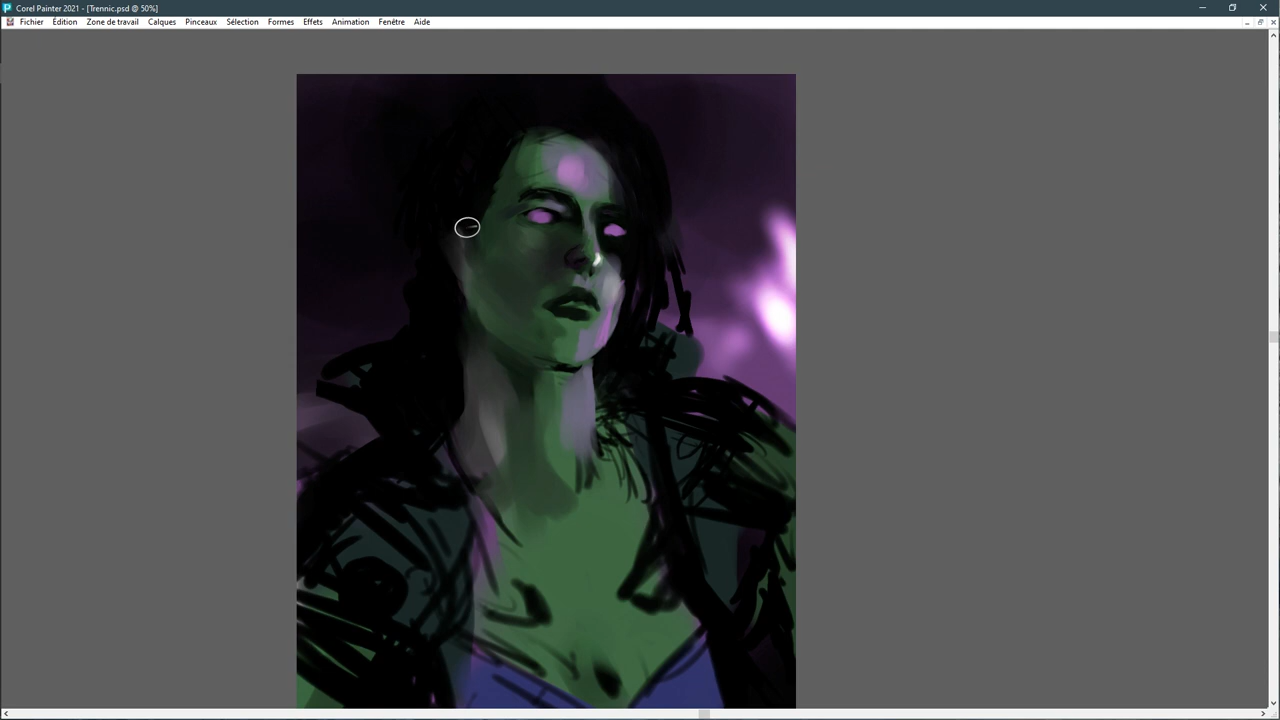 Corel Painter 2021 - [Trennic.psd @ 50%]
Fichier Édition Zone de travail Calques Pinceaux Sélection Formes Effets Animation Fenêtre Aide